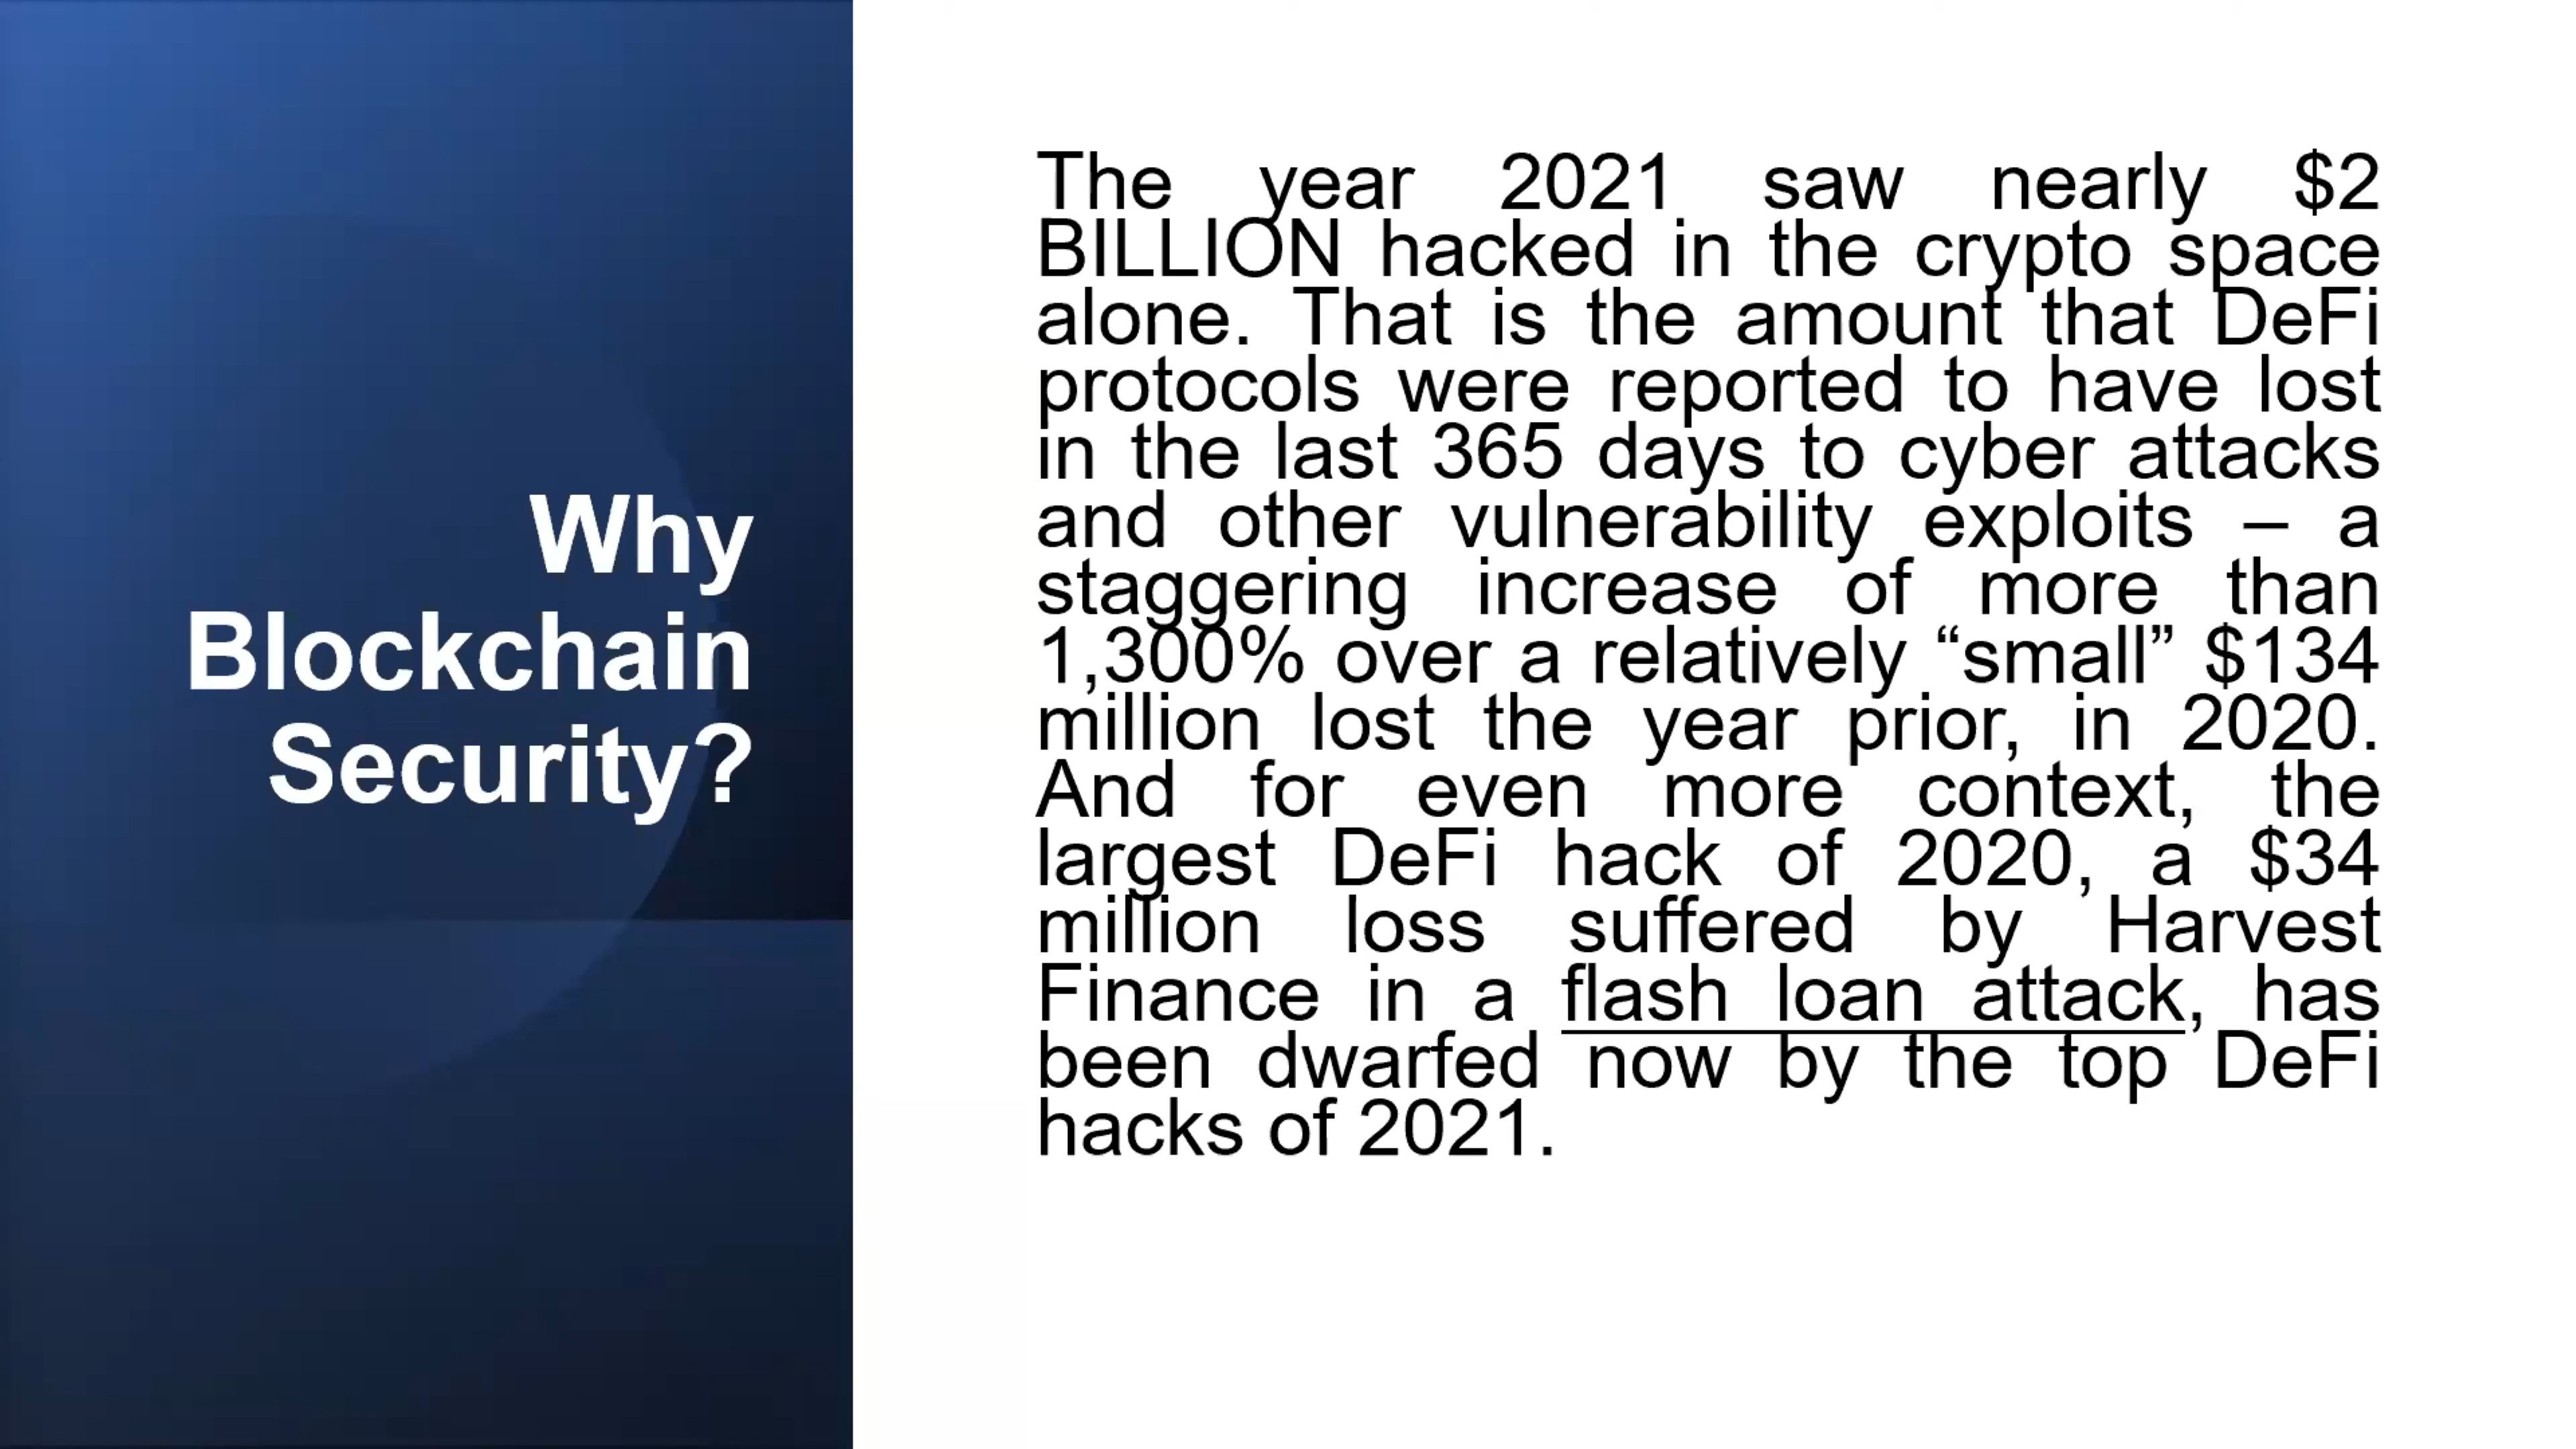 Why
Blockchain
Security?
The year 2021 saw nearly $2
BILLION hacked in the crypto space
alone. That is the amount that DeFi
protocols were reported to have lost
in the last 365 days to cyber attacks
and other vulnerability exploits – a
staggering increase of more than
1,300% over a relatively “small” $134
million lost the year prior, in 2020.
And for even more context, the
largest DeFi hack of 2020, a $34
million loss suffered by Harvest
Finance in a flash loan attack, has
been dwarfed now by the top DeFi
hacks of 2021.